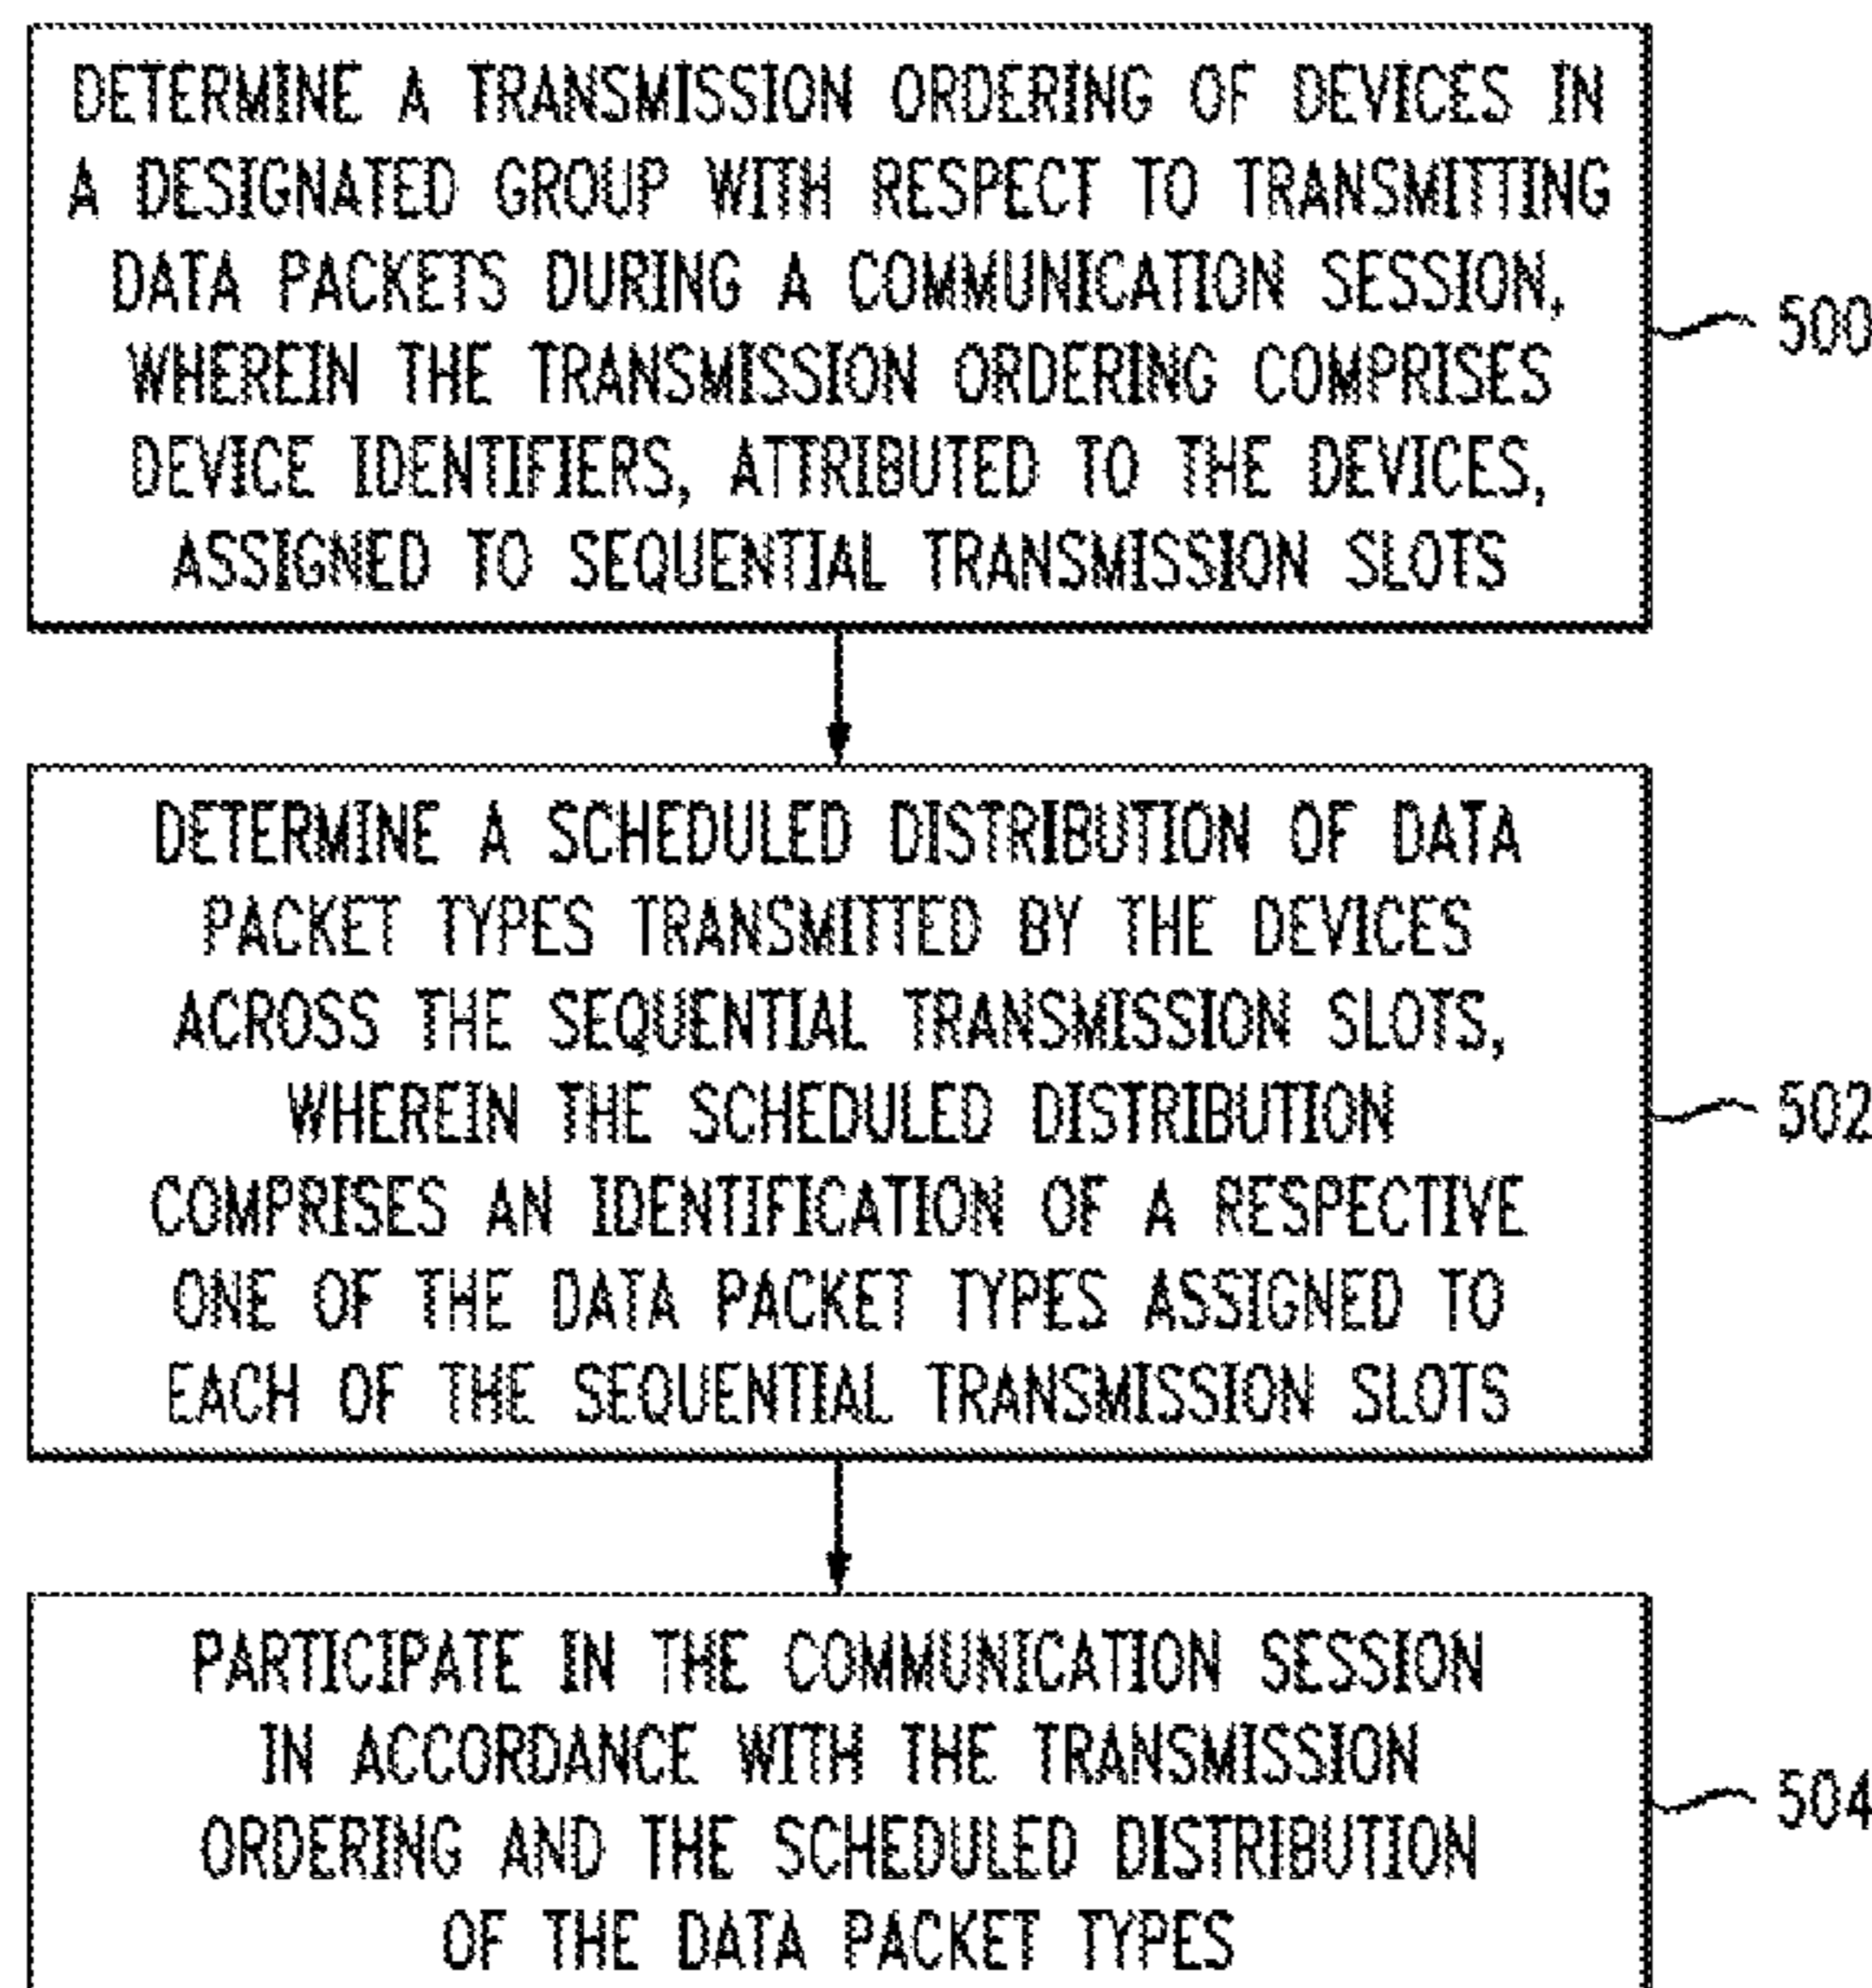 DETERMINE A TRANSMISSION ORDERING OF DEVICES IN
A DESIGNATED GROUP WITH RESPECT TO TRANSMITTING
DATA PACKETS DURING A COMMUNICATION SESSION,
WHEREIN THE TRANSMISSION ORDERING COMPRISES
DEVICE IDENTIFIERS, ATTRIBUTED TO THE DEVICES,
ASSIGNED TO SEQUENTIAL TRANSMISSION SLOTS
500
DETERMINE A SCHEDULED DISTRIBUTION OF DATA
PACKET TYPES TRANSMITTED BY THE DEVICES
ACROSS THE SEQUENTIAL TRANSMISSION SLOTS,
WHEREIN THE SCHEDULED DISTRIBUTION
COMPRISES AN IDENTIFICATION OF A RESPECTIVE
ONE OF THE DATA PACKET TYPES ASSIGNED TO
EACH OF THE SEQUENTIAL TRANSMISSION SLOTS
502
PARTICIPATE IN THE COMMUNICATION SESSION
IN ACCORDANCE WITH THE TRANSMISSION
ORDERING AND THE SCHEDULED DISTRIBUTION
OF THE DATA PACKET TYPES
504